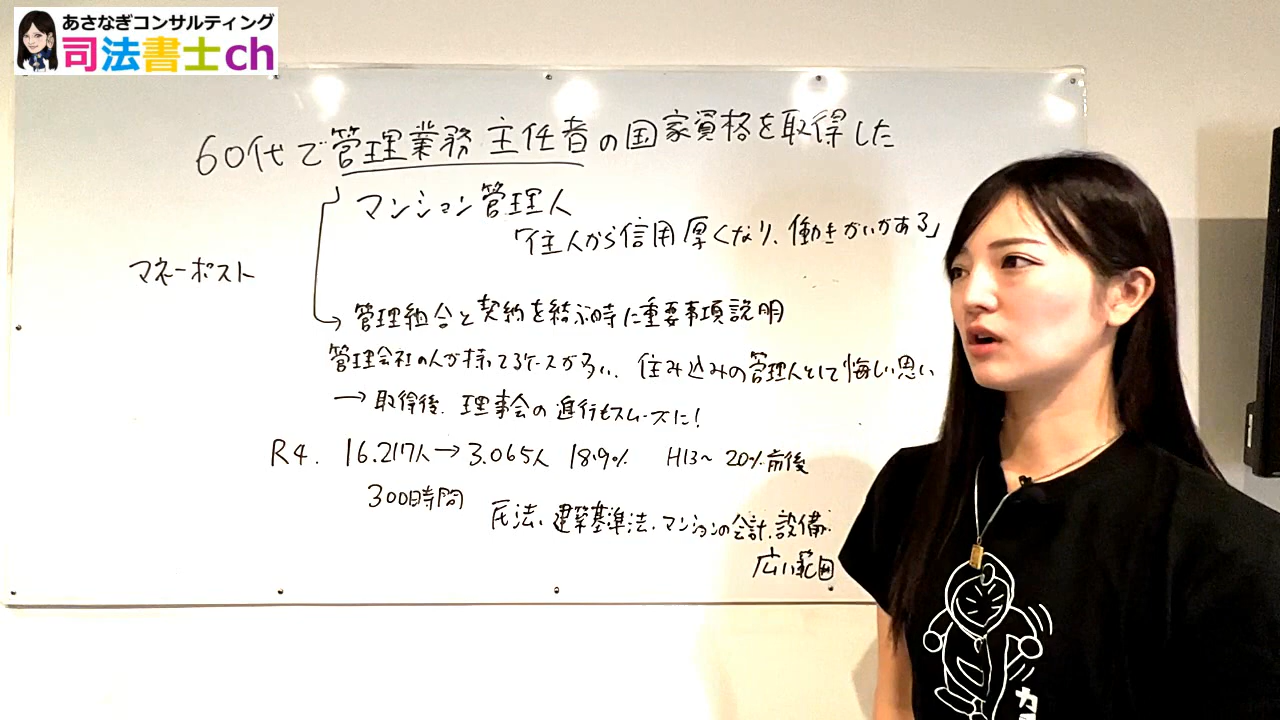 あさなぎコンサルティング
司法書士ch
60代で管理業務主任者の国家資格を取得した
マンション管理人
「住人から信用厚くなり、働きがいがある」
マネーポスト
管理組合と契約を結ぶ時に重要事項説明
管理会社の人が持ってるケースが多い、住み込みの管理人として悔しい思い
→取得後、理事会の進行もスムーズに!
R4. 16.217人→3.065人 18.9% H13~ 20%前後
300時間
民法、建築基準法、マンションの会計、設備、
広い範囲